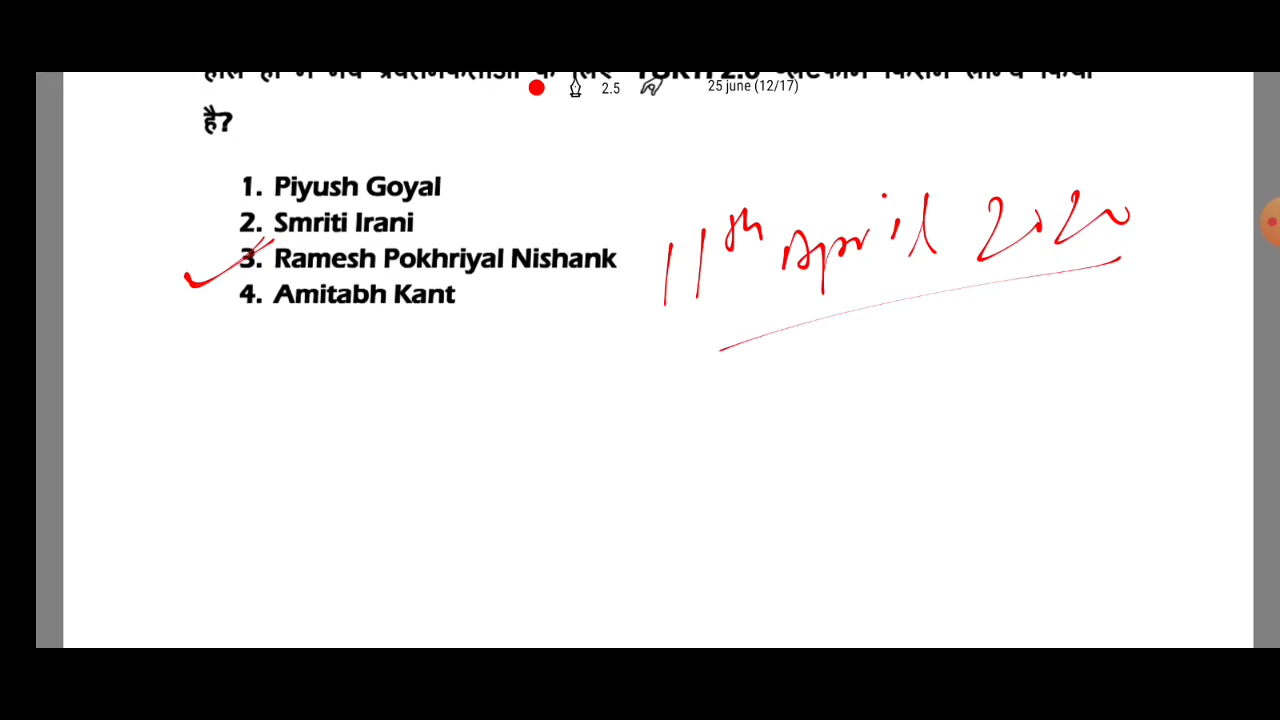 2.5 25 june (12/17)
है?
1. Piyush Goyal
2. Smriti Irani
3. Ramesh Pokhriyal Nishank
4. Amitabh Kant
11th April 2020